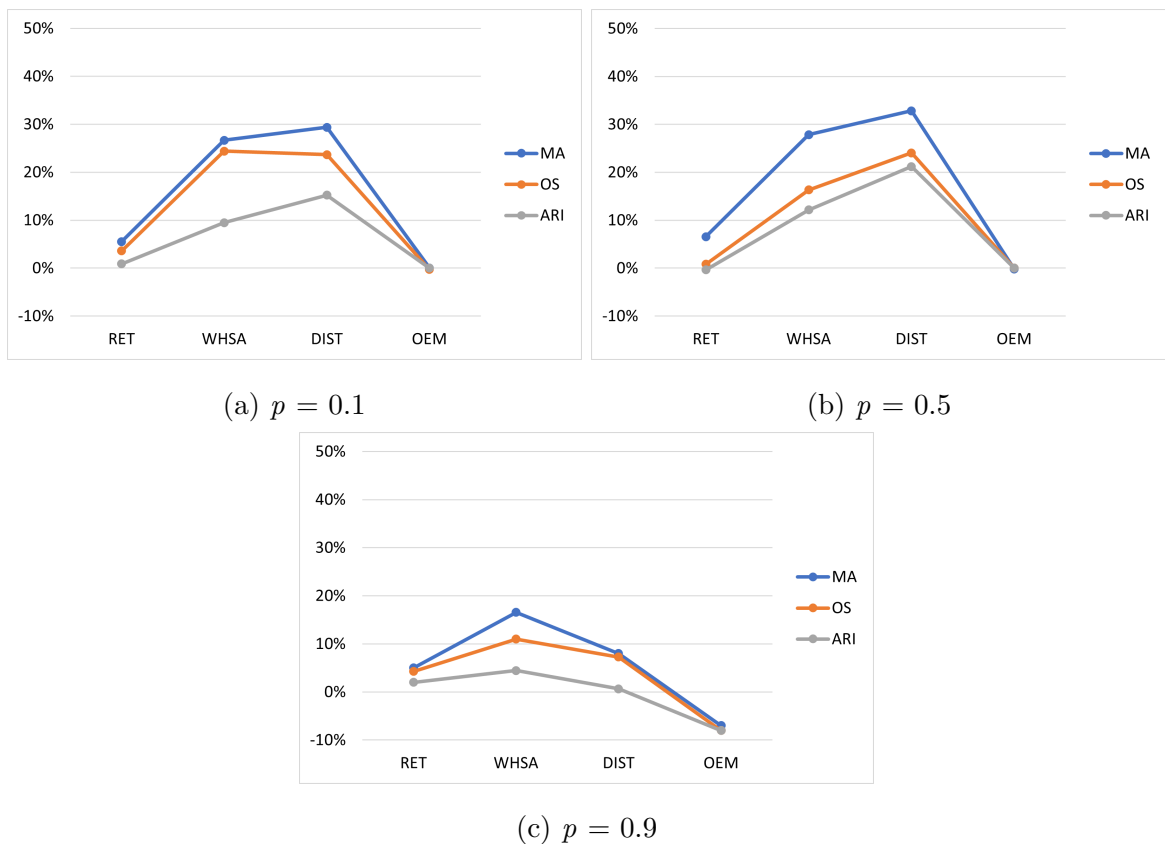 50%
40%
30%
20%
10%
0%
-10%
RET WHSA DIST OEM
MA
OS
ARI
(a) p = 0.1
50%
40%
30%
20%
10%
0%
-10%
RET WHSA DIST OEM
MA
OS
ARI
(b) p = 0.5
50%
40%
30%
20%
10%
0%
-10%
RET WHSA DIST OEM
MA
OS
ARI
(c) p = 0.9